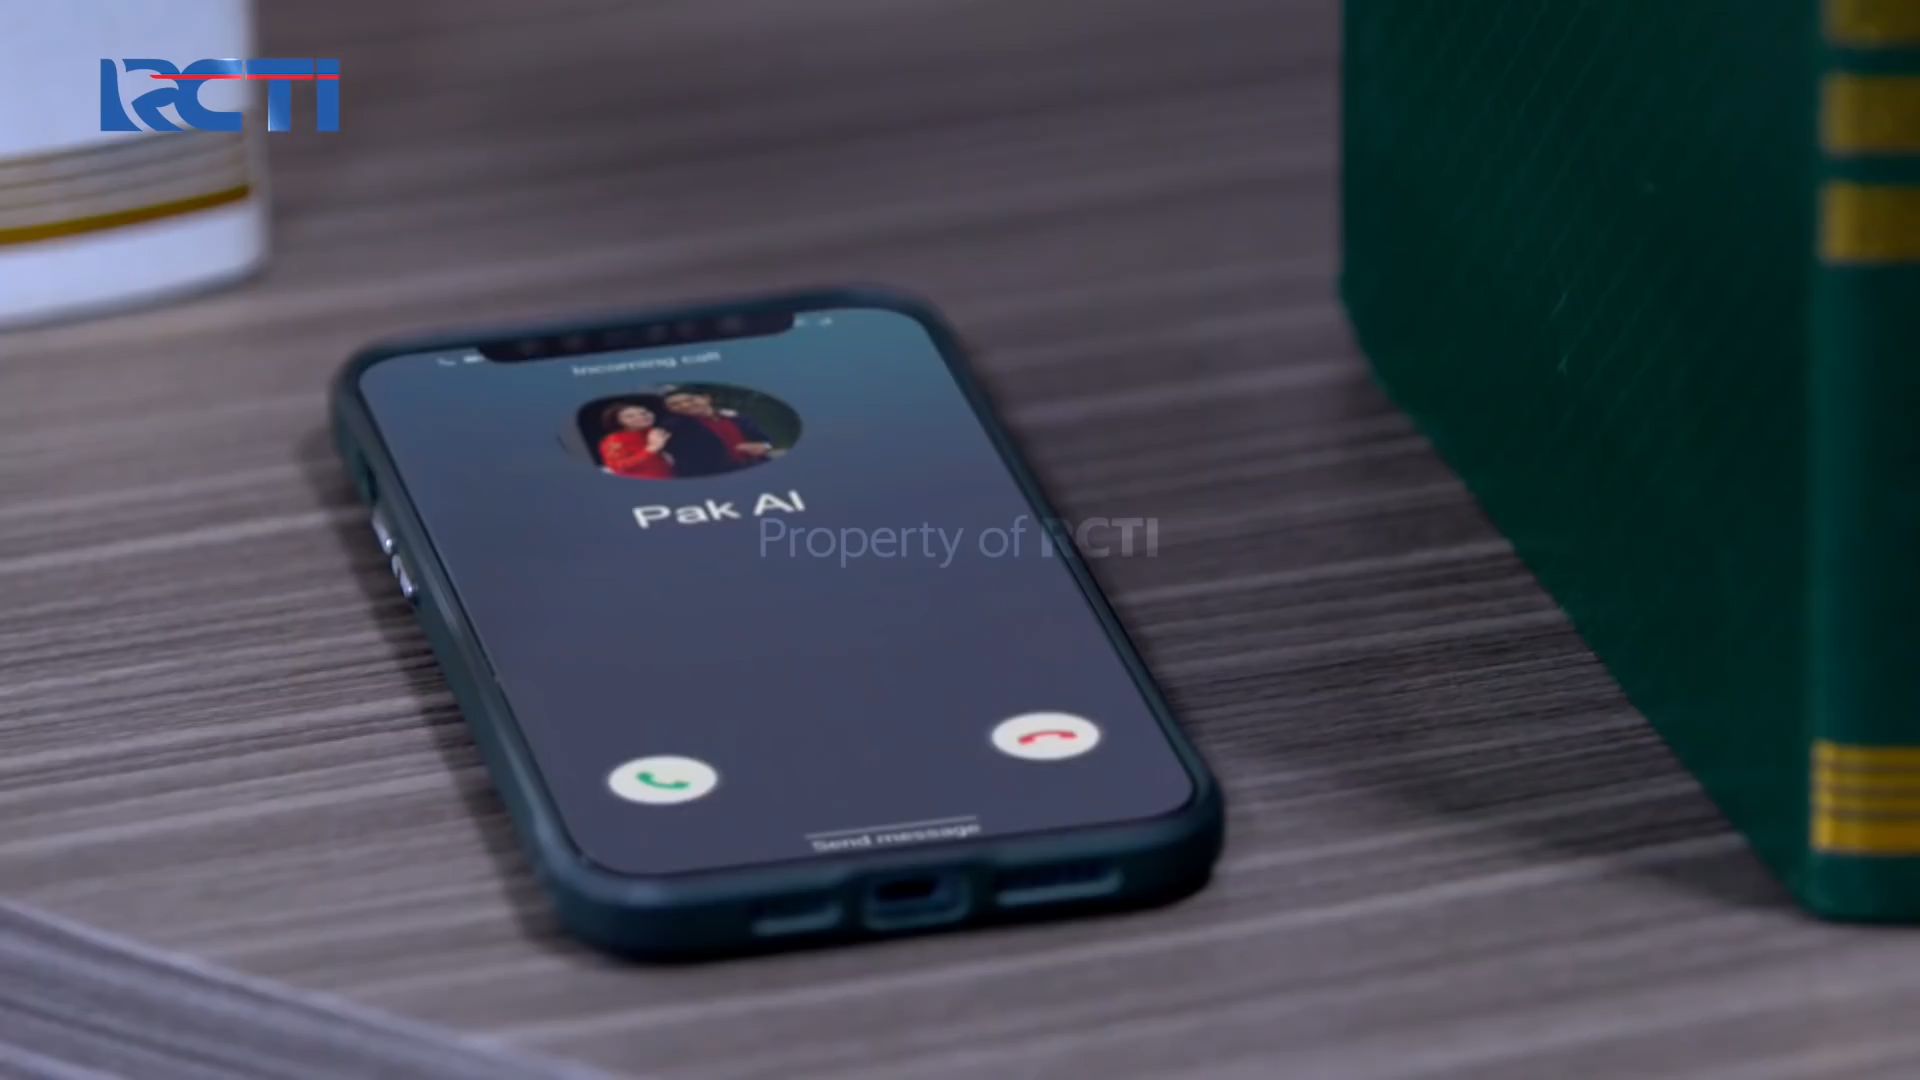 RCTI
Incoming call
Pak Al
Property of RCTI
Send message